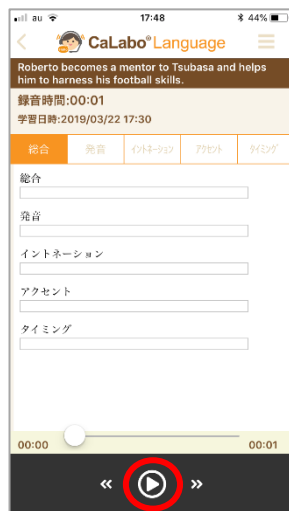 au 17:48 44%
CaLabo® Language
Roberto becomes a mentor to Tsubasa and helps
him to harness his football skills.
録音時間:00:01
学習日時:2019/03/22 17:30
総合 発音 イントネーション アクセント タイミング
総合
発音
イントネーション
アクセント
タイミング
00:00 00:01